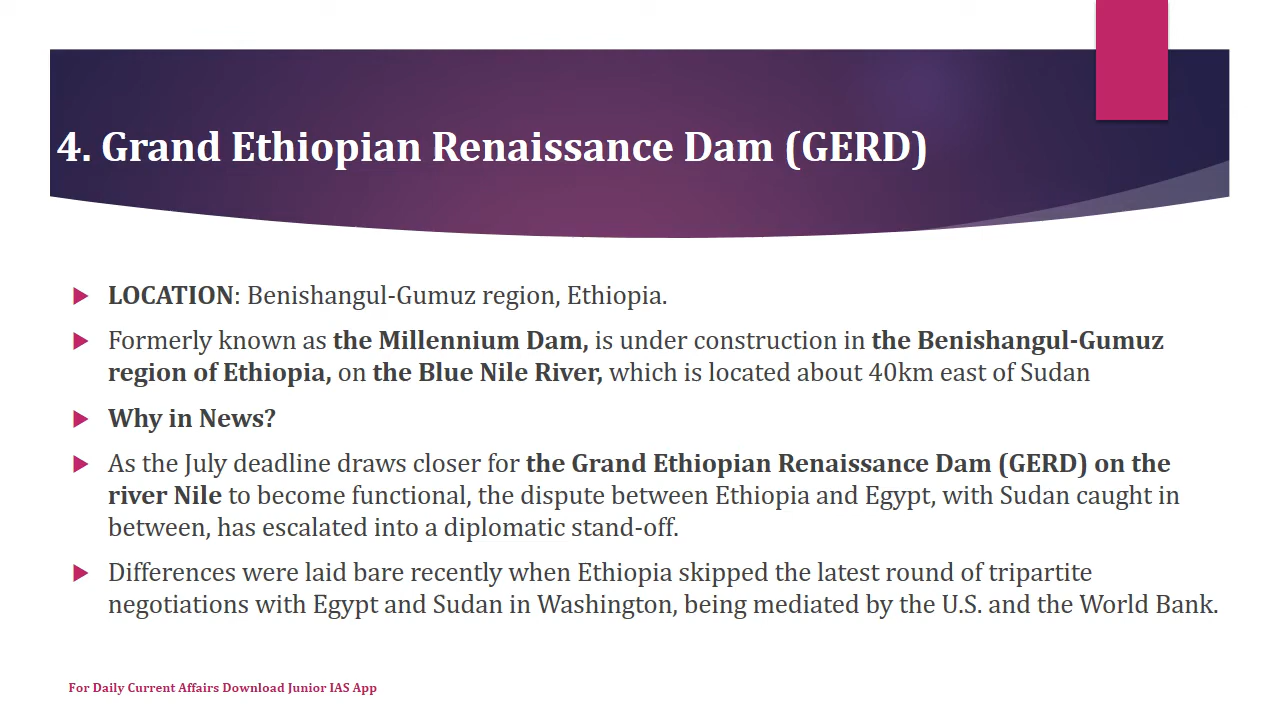 4. Grand Ethiopian Renaissance Dam (GERD)
LOCATION: Benishangul-Gumuz region, Ethiopia.
Formerly known as the Millennium Dam, is under construction in the Benishangul-Gumuz
region of Ethiopia, on the Blue Nile River, which is located about 40km east of Sudan
Why in News?
As the July deadline draws closer for the Grand Ethiopian Renaissance Dam (GERD) on the
river Nile to become functional, the dispute between Ethiopia and Egypt, with Sudan caught in
between, has escalated into a diplomatic stand-off.
Differences were laid bare recently when Ethiopia skipped the latest round of tripartite
negotiations with Egypt and Sudan in Washington, being mediated by the U.S. and the World Bank.
For Daily Current Affairs Download Junior IAS App